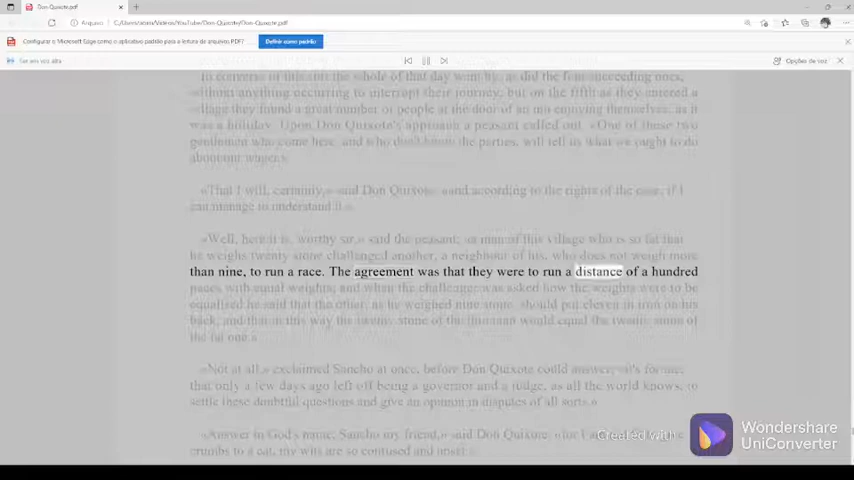 Don-Quixote.pdf
Arquivo C:/Users/
/Videos/YouTube/Don-Quixote/Don-Quixote.pdf
Configurar o Microsoft Edge como o aplicativo padrão para a leitura de arquivo PDF? Definir como padrão
Ler em voz alta Opções de voz
In converse of this sort the whole of that day went by, as did the four succeeding ones,
without anything occurring to interrupt their journey, but on the fifth as they entered a
village they found a great number of people at the door of an inn enjoying themselves, as it
was a holiday. Upon Don Quixote's approach a peasant called out, «One of these two
gentlemen who come here, and who don't know the parties, will tell us what we ought to do
about our wager.»
«That I will, certainly,» said Don Quixote, «and according to the rights of the case, if I
can manage to understand it.»
«Well, here it is, worthy sir,» said the peasant; «a man of this village who is so fat that
he weighs twenty stone challenged another, a neighbour of his, who does not weigh more
than nine, to run a race. The agreement was that they were to run a distance of a hundred
paces with equal weights; and when the challenger was asked how the weights were to be
equalised he said that the other, as he weighed nine stone, should put eleven in iron on his
back, and that in this way the twenty stone of the thin man would equal the twenty stone of
the fat one.»
«Not at all,» exclaimed Sancho at once, before Don Quixote could answer; «it's for me,
that only a few days ago left off being a governor and a judge, as all the world knows, to
settle these doubtful questions and give an opinion in disputes of all sorts.»
«Answer in God's name, Sancho my friend,» said Don Quixote, «for I
crumbs to a cat, my wits are so confused and upset.»
Created with
Wondershare
UniConverter